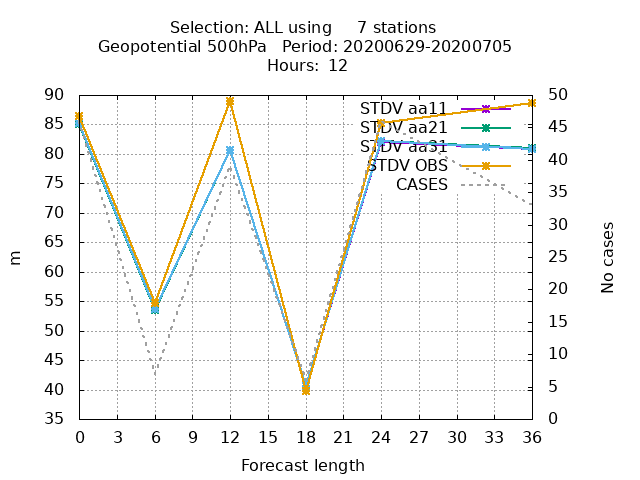 Selection: ALL using     7 stations
Geopotential 500hPa   Period: 20200629-20200705
Hours:  12
90
85
80
75
70
65
60
55
50
45
40
35
50
45
40
35
30
25
20
15
10
5
0
m
No cases
STDV aa11
STDV aa21
STDV aa31
STDV OBS
CASES
0 3 6 9 12 15 18 21 24 27 30 33 36
Forecast length